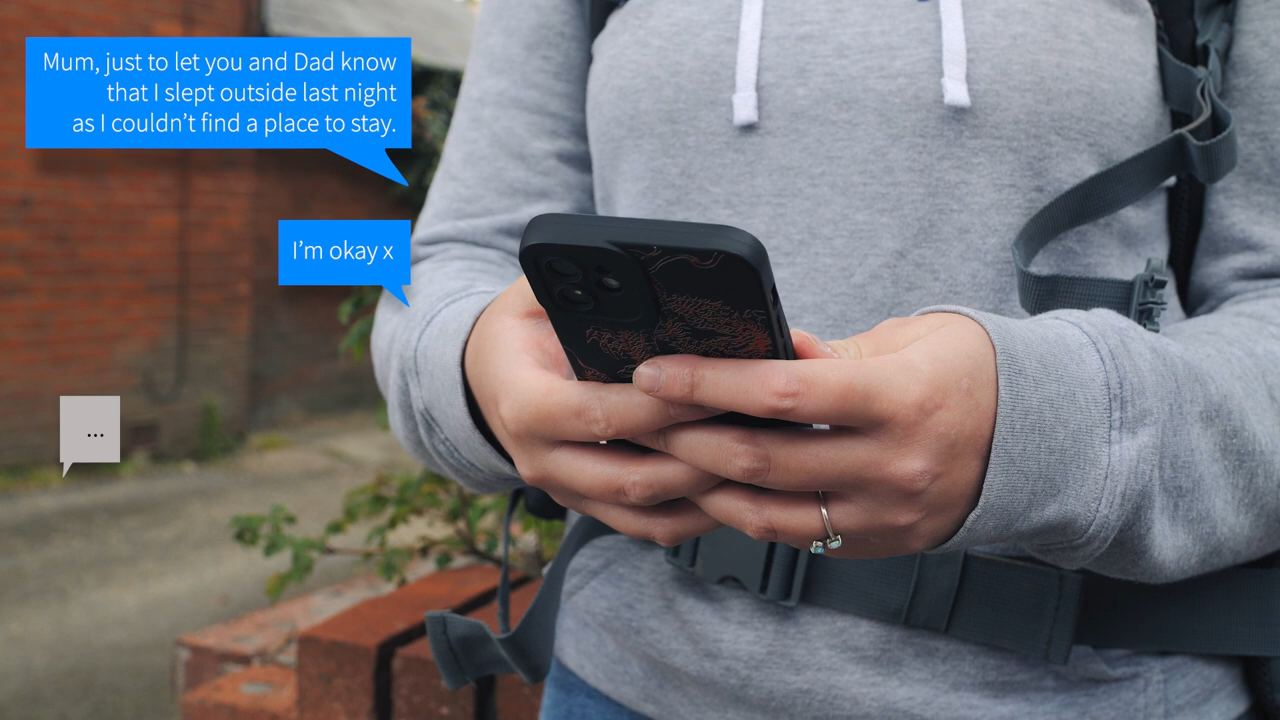 Mum, just to let you and Dad know
that I slept outside last night
as I couldn’t find a place to stay.
I’m okay x
...